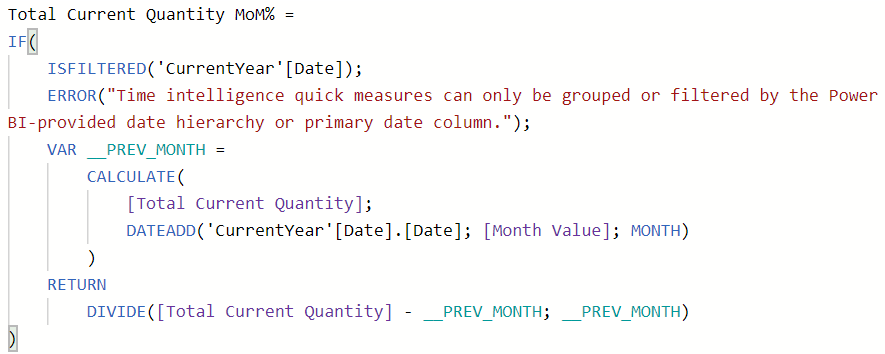 Total Current Quantity MoM% =
IF(
ISFILTERED('CurrentYear'[Date]);
ERROR("Time intelligence quick measures can only be grouped or filtered by the Power
BI-provided date hierarchy or primary date column.");
VAR __PREV_MONTH =
CALCULATE(
[Total Current Quantity];
DATEADD('CurrentYear'[Date].[Date]; [Month Value]; MONTH)
)
RETURN
DIVIDE([Total Current Quantity] - __PREV_MONTH; __PREV_MONTH)
)